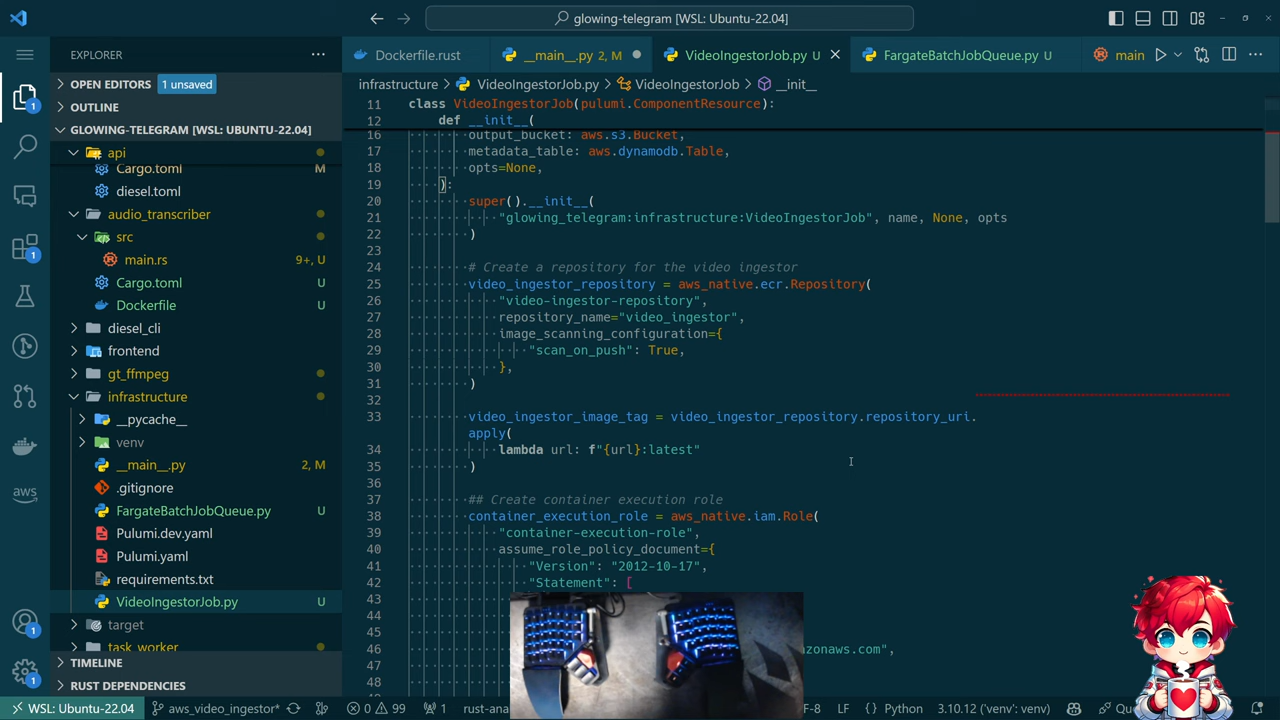 glowing-telegram [WSL: Ubuntu-22.04]
EXPLORER
OPEN EDITORS
1 unsaved
OUTLINE
GLOWING-TELEGRAM [WSL: UBUNTU-22.04]
api
Cargo.toml M
diesel.toml
audio_transcriber
src
main.rs 9+, U
Cargo.toml U
Dockerfile U
diesel_cli
frontend
gt_ffmpeg
infrastructure
__pycache__
venv
__main__.py 2, M
.gitignore
FargateBatchJobQueue.py U
Pulumi.dev.yaml
Pulumi.yaml
requirements.txt
VideoIngestorJob.py U
target
task_worker
TIMELINE
RUST DEPENDENCIES
1
1
1
1
Dockerfile.rust
__main__.py 2, M
VideoIngestorJob.py U
FargateBatchJobQueue.py U
main
infrastructure > VideoIngestorJob.py > VideoIngestorJob > __init__
11 class VideoIngestorJob(pulumi.ComponentResource):
12 def __init__(
16 output_bucket: aws.s3.Bucket,
17 metadata_table: aws.dynamodb.Table,
18 opts=None,
19 ):
20 super().__init__(
21 "glowing_telegram:infrastructure:VideoIngestorJob", name, None, opts
22 )
23
24 # Create a repository for the video ingestor
25 video_ingestor_repository = aws_native.ecr.Repository(
26 "video-ingestor-repository",
27 repository_name="video_ingestor",
28 image_scanning_configuration={
29 "scan_on_push": True,
30 },
31 )
32
33 video_ingestor_image_tag = video_ingestor_repository.repository_uri.
apply(
34 lambda url: f"{url}:latest"
35 )
36
37 ## Create container execution role
38 container_execution_role = aws_native.iam.Role(
39 "container-execution-role",
40 assume_role_policy_document={
41 "Version": "2012-10-17",
42 "Statement": [
43
44
45
46 zonaws.com",
47
48
WSL: Ubuntu-22.04 aws_video_ingestor* 0 99 1 rust-ana F-8 LF Python 3.10.12 ('venv': venv)